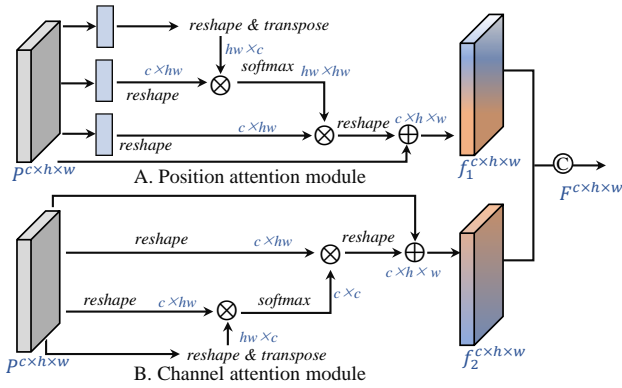 reshape & transpose
hw×c
c×hw
softmax
hw×hw
reshape
c×hw
reshape
c×h×w
reshape
P^{c×h×w}
f_1^{c×h×w}
A. Position attention module
C
F^{c×h×w}
reshape
c×hw
reshape
c×h×w
reshape
c×hw
softmax
c×c
hw×c
P^{c×h×w}
reshape & transpose
f_2^{c×h×w}
B. Channel attention module